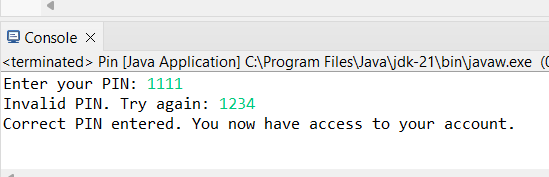 Console
<terminated> Pin [Java Application] C:\Program Files\Java\jdk-21\bin\javaw.exe (
Enter your PIN: 1111
Invalid PIN. Try again: 1234
Correct PIN entered. You now have access to your account.